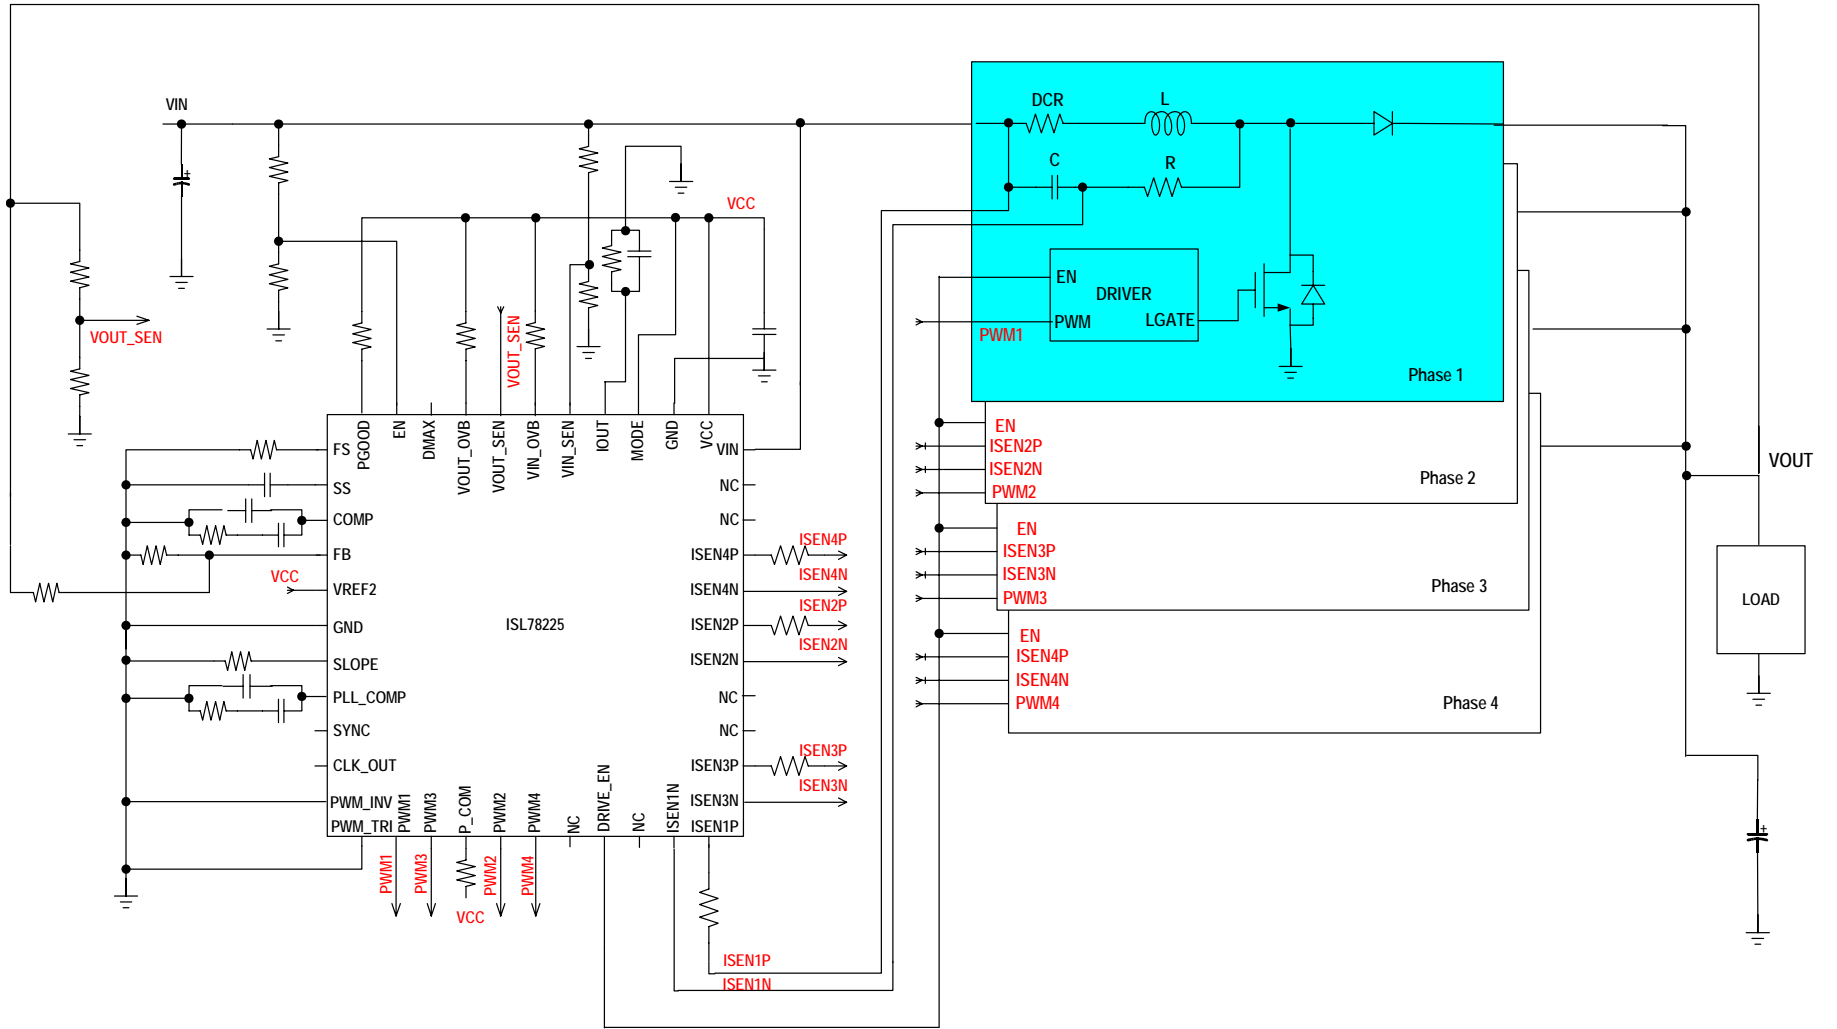 VIN
VCC
VOUT_SEN
VOUT_SEN
PGOOD
EN
DMAX
VOUT_OVB
VOUT_SEN
VIN_OVB
VIN_SEN
IOUT
MODE
GND
VCC
FS
SS
COMP
FB
VCC
VREF2
GND
SLOPE
PLL_COMP
SYNC
CLK_OUT
PWM_INV
PWM_TRI
ISL78225
VIN
NC
NC
ISEN4P
ISEN4P
ISEN4N
ISEN4N
ISEN2P
ISEN2P
ISEN2N
ISEN2N
NC
NC
ISEN3P
ISEN3P
ISEN3N
ISEN3N
PWM1
PWM3
P_COM
PWM2
PWM4
NC
DRIVE_EN
NC
ISEN1N
ISEN1P
PWM1
PWM3
VCC
PWM2
PWM4
ISEN1P
ISEN1N
DCR
L
C
R
EN
DRIVER
PWM
LGATE
PWM1
Phase 1
EN
ISEN2P
ISEN2N
PWM2
Phase 2
EN
ISEN3P
ISEN3N
PWM3
Phase 3
EN
ISEN4P
ISEN4N
PWM4
Phase 4
VOUT
LOAD